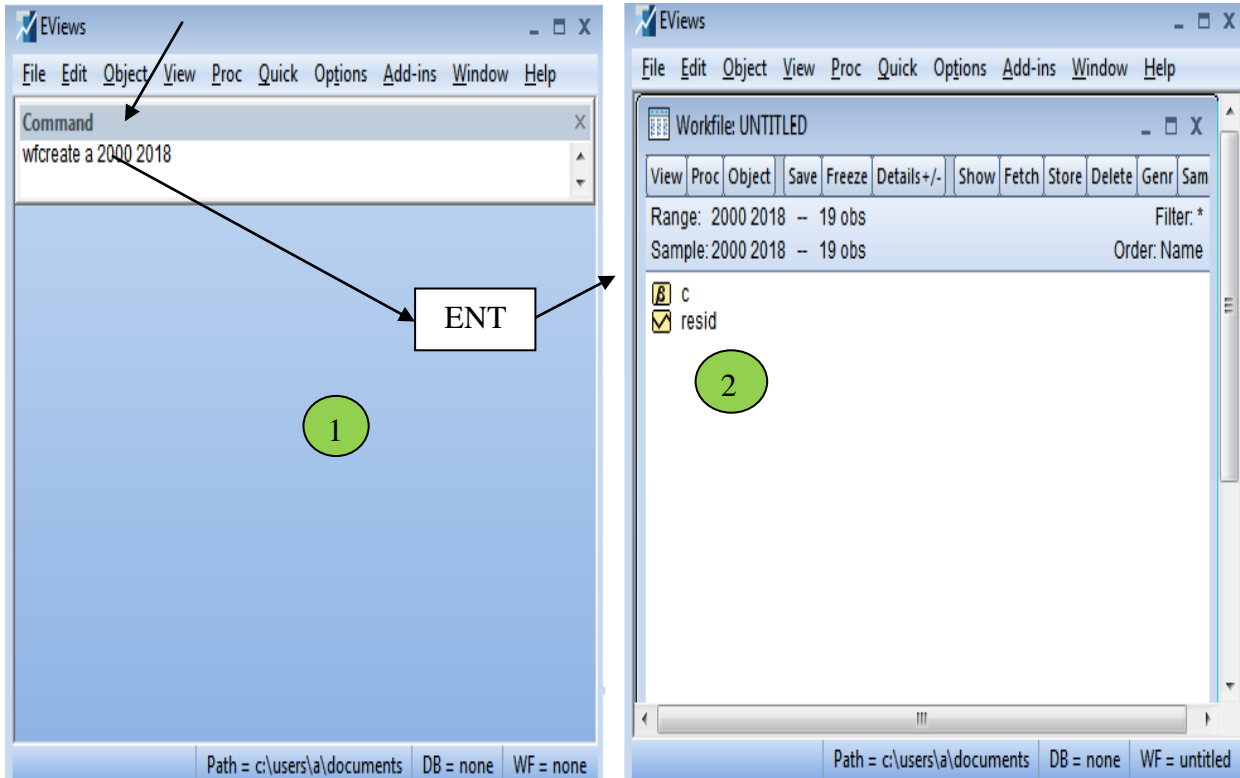 EViews
File Edit Object View Proc Quick Options Add-ins Window Help
Command
wfcreate a 2000 2018
ENT
1
Path = c:\users\a\documents DB = none WF = none
EViews
File Edit Object View Proc Quick Options Add-ins Window Help
Workfile: UNTITLED
View Proc Object Save Freeze Details+/- Show Fetch Store Delete Genr Sam
Range: 2000 2018 -- 19 obs Filter: *
Sample: 2000 2018 -- 19 obs Order: Name
β c
resid
2
Path = c:\users\a\documents DB = none WF = untitled